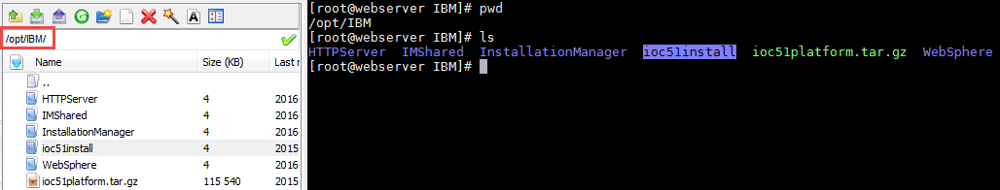 /opt/IBM/
Name Size (KB) Last r
..
HTTPServer 4 2016
IMShared 4 2016
InstallationManager 4 2016
ioc51install 4 2015
WebSphere 4 2016
ioc51platform.tar.gz 115 540 2015
[root@webserver IBM]# pwd
/opt/IBM
[root@webserver IBM]# ls
HTTPServer IMShared InstallationManager ioc51install ioc51platform.tar.gz WebSphere
[root@webserver IBM]#